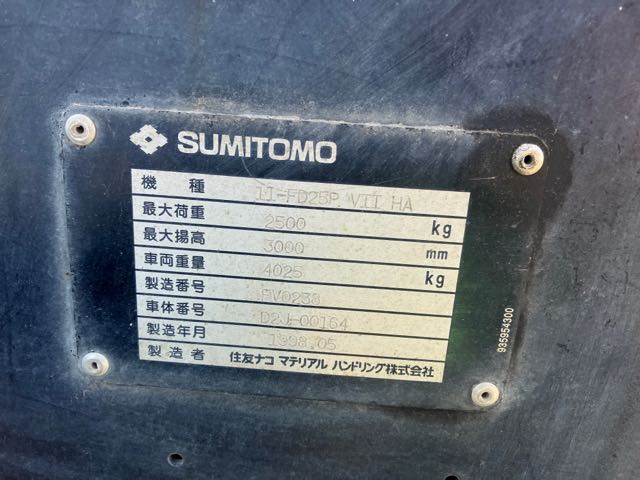 SUMITOMO
機種 11-FD25P VII HA
最大荷重 2500 kg
最大揚高 3000 mm
車両重量 4025 kg
製造番号 FV0238
車体番号 D2J-00164
製造年月 1998.05
製造者 住友ナコ マテリアル ハンドリング株式会社
935954300